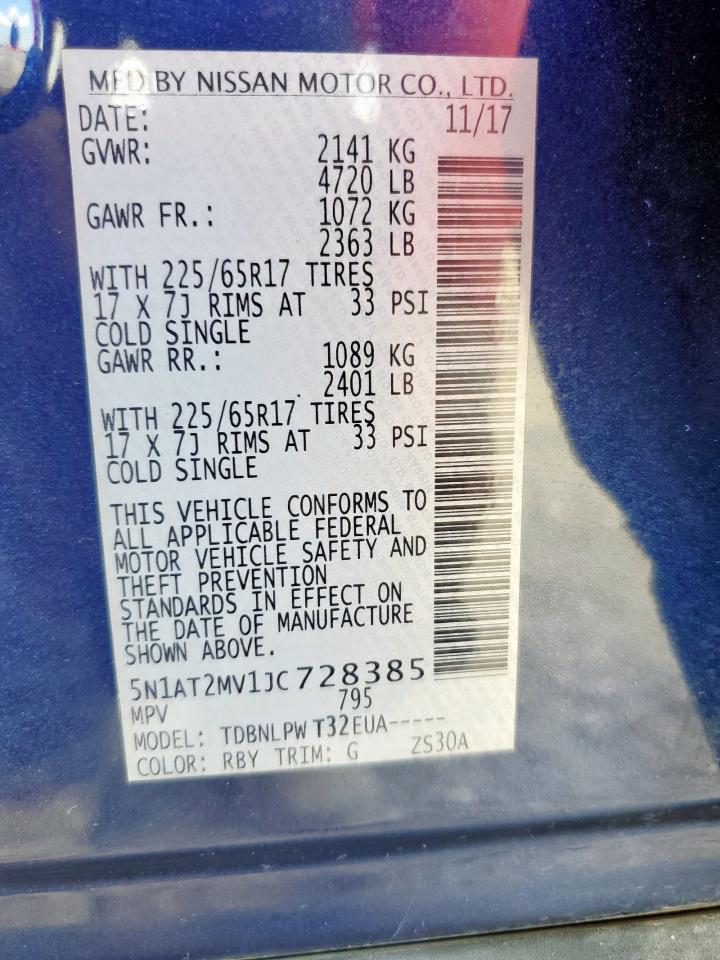 MFD BY NISSAN MOTOR CO., LTD.
DATE: 11/17
GVWR: 2141 KG
4720 LB
GAWR FR.: 1072 KG
2363 LB
WITH 225/65R17 TIRES
17 X 7J RIMS AT 33 PSI
COLD SINGLE
GAWR RR.: 1089 KG
2401 LB
WITH 225/65R17 TIRES
17 X 7J RIMS AT 33 PSI
COLD SINGLE
THIS VEHICLE CONFORMS TO
ALL APPLICABLE FEDERAL
MOTOR VEHICLE SAFETY AND
THEFT PREVENTION
STANDARDS IN EFFECT ON
THE DATE OF MANUFACTURE
SHOWN ABOVE.
5N1AT2MV1JC728385
MPV 795
MODEL: TDBNLPW T32EUA-----
COLOR: RBY TRIM: G ZS30A